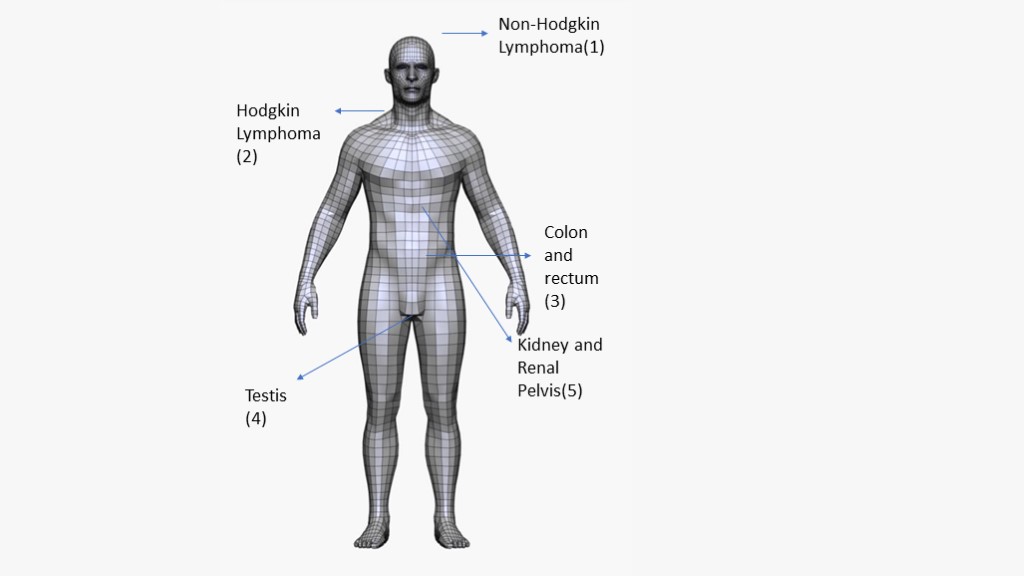 Non-Hodgkin
Lymphoma(1)
Hodgkin
Lymphoma
(2)
Colon
and
rectum
(3)
Kidney and
Renal
Pelvis(5)
Testis
(4)